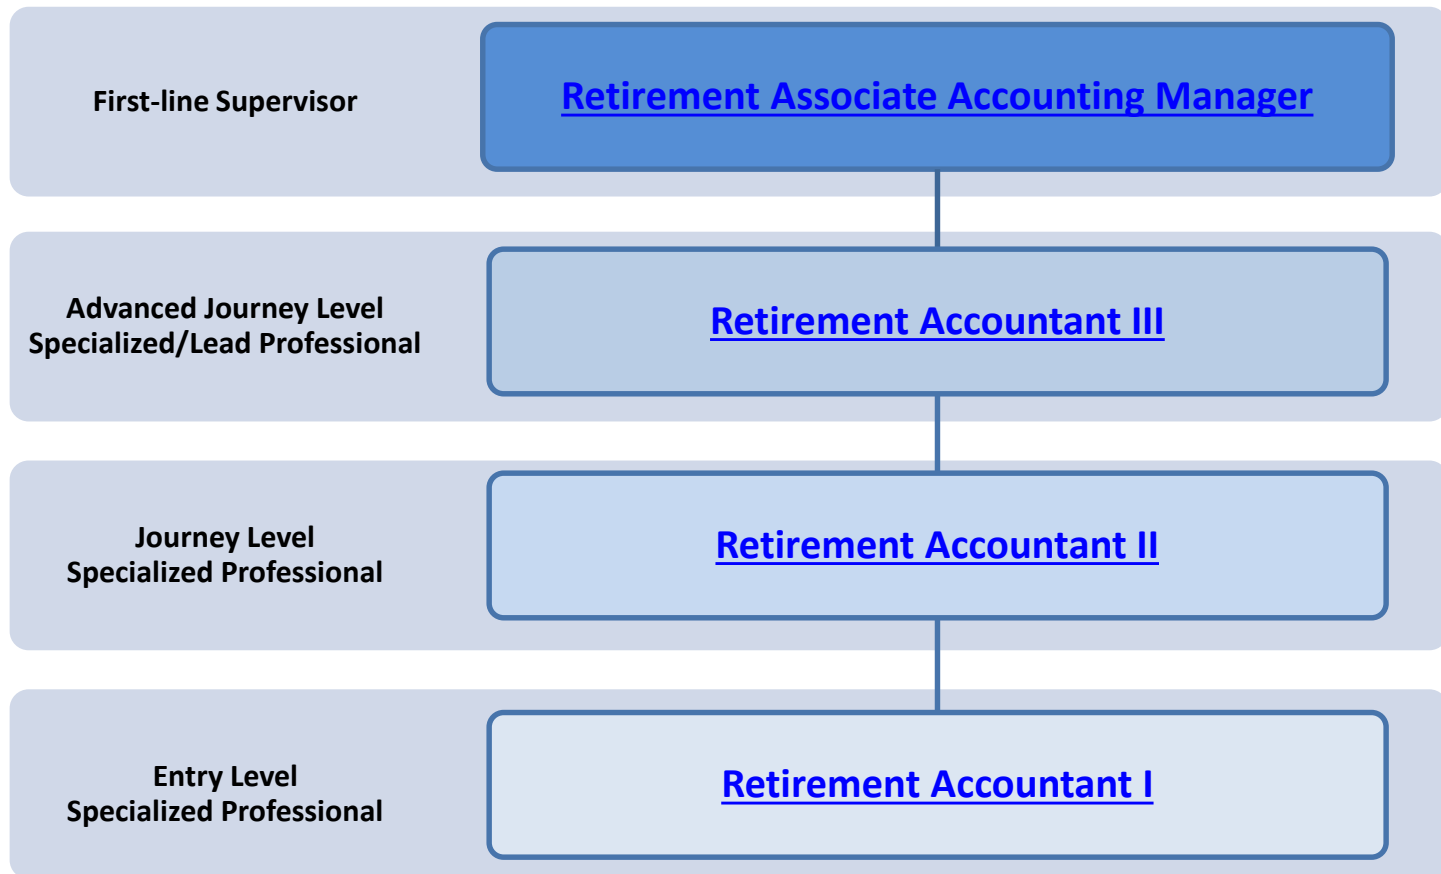 First-line Supervisor
Retirement Associate Accounting Manager
Advanced Journey Level
Specialized/Lead Professional
Retirement Accountant III
Journey Level
Specialized Professional
Retirement Accountant II
Entry Level
Specialized Professional
Retirement Accountant I